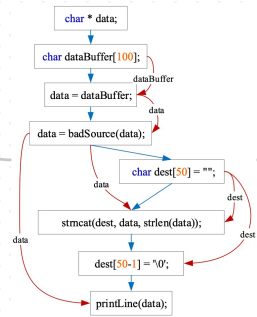 char * data;
char dataBuffer[100];
dataBuffer
data = dataBuffer;
data
data = badSource(data);
char dest[50] = "";
data
dest
strncat(dest, data, strlen(data));
dest
data
dest[50-1] = '\0';
printLine(data);